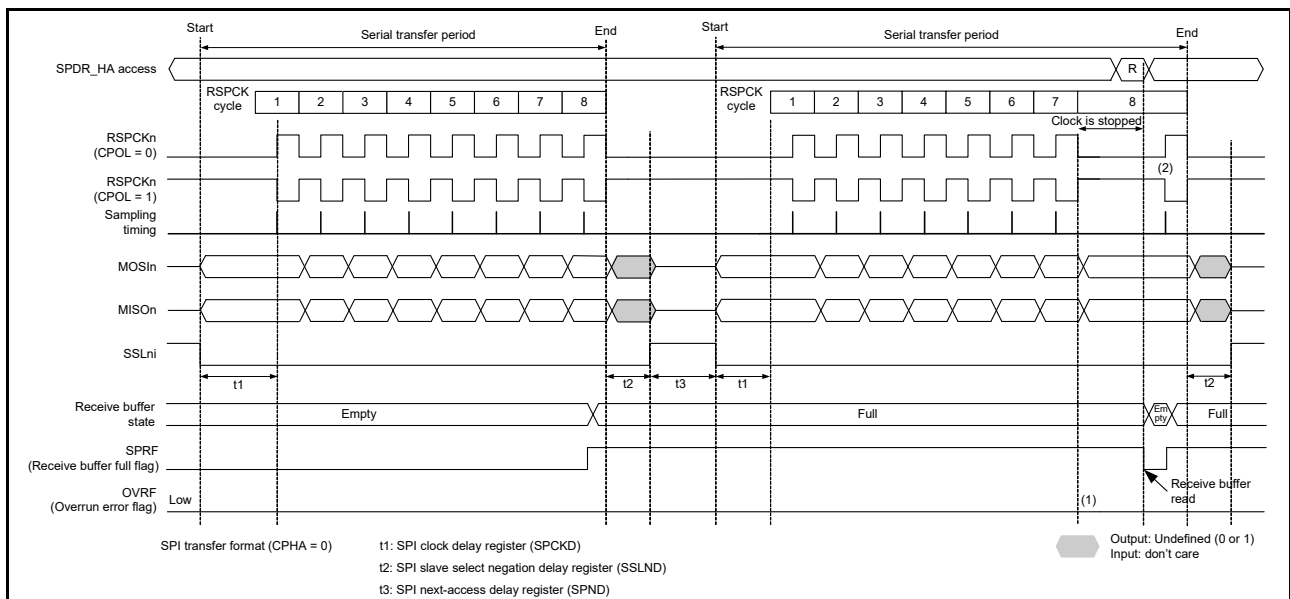 Start
Serial transfer period
End
Start
Serial transfer period
End
SPDR_HA access
R
RSPCK
cycle
1 2 3 4 5 6 7 8
1 2 3 4 5 6 7 8
Clock is stopped
RSPCKn
(CPOL = 0)
(2)
RSPCKn
(CPOL = 1)
Sampling
timing
MOSIn
MISOn
SSLni
t1
t2
t3
t1
t2
Receive buffer
state
Empty
Full
Em
pty
Full
SPRF
(Receive buffer full flag)
Receive buffer
read
OVRF
(Overrun error flag)
Low
(1)
SPI transfer format (CPHA = 0)
t1: SPI clock delay register (SPCKD)
t2: SPI slave select negation delay register (SSLND)
t3: SPI next-access delay register (SPND)
Output: Undefined (0 or 1)
Input: don't care